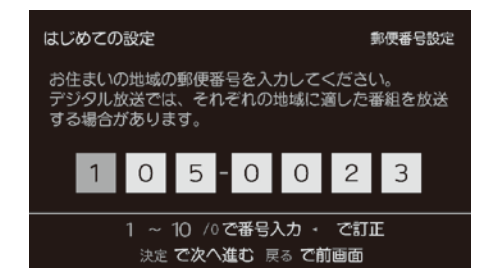 はじめての設定 郵便番号設定
お住まいの地域の郵便番号を入力してください。
デジタル放送では、それぞれの地域に適した番組を放送
する場合があります。
1 0 5 - 0 0 2 3
1 ~ 10 /0で番号入力 ・ で訂正
決定 で次へ進む 戻る で前画面